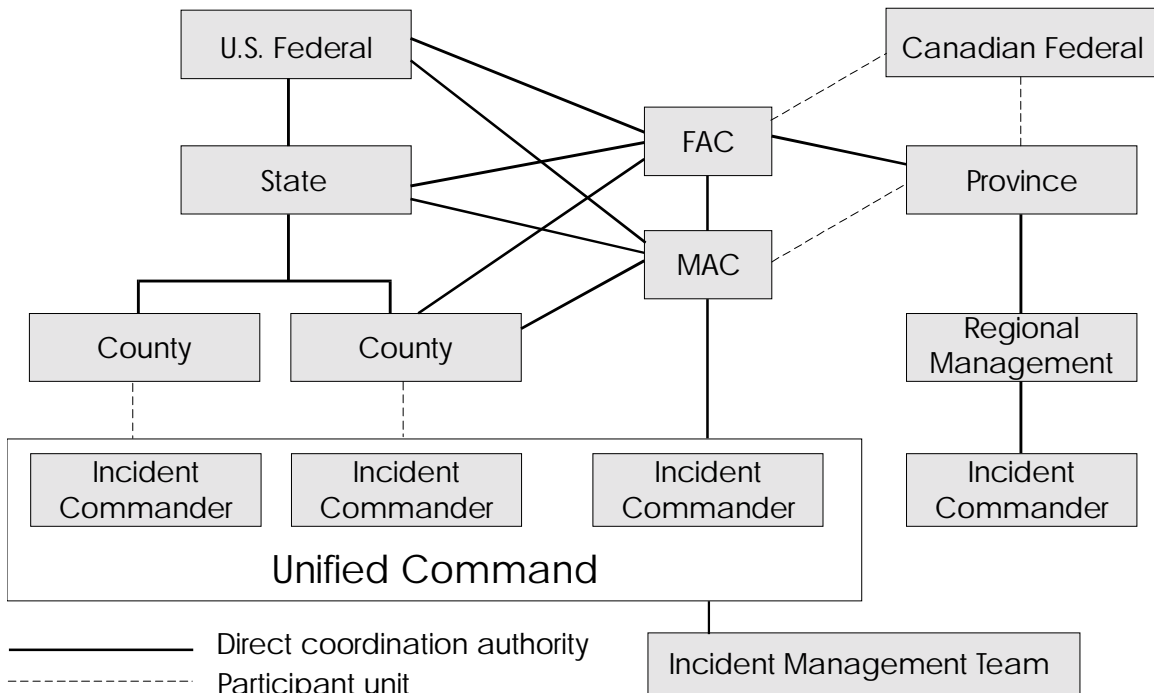 U.S. Federal
Canadian Federal
FAC
State
Province
MAC
County
County
Regional
Management
Incident
Commander
Incident
Commander
Incident
Commander
Incident
Commander
Unified Command
Direct coordination authority
Incident Management Team
Participant unit